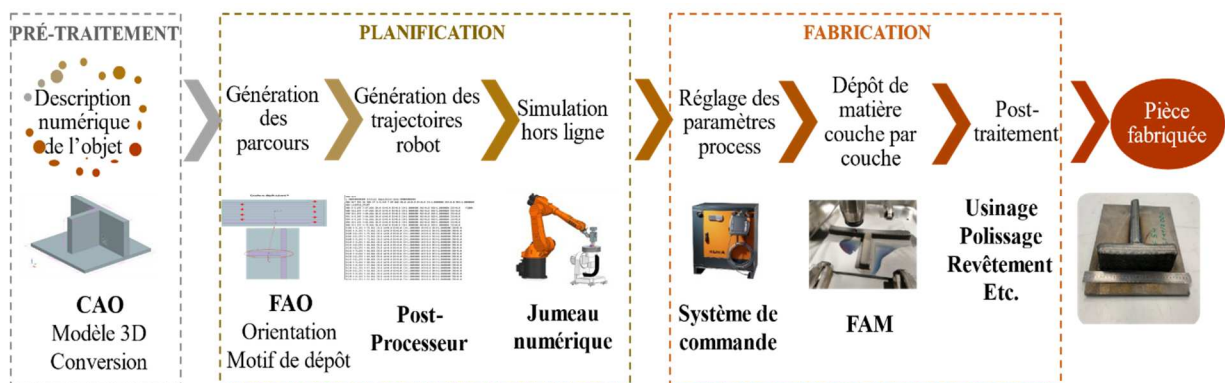 PRÉ-TRAITEMENT
Description
numérique
de l'objet
CAO
Modèle 3D
Conversion
PLANIFICATION
Génération
des
parcours
FAO
Orientation
Motif de dépôt
Génération des
trajectoires
robot
Post-
Processeur
Simulation
hors ligne
Jumeau
numérique
FABRICATION
Réglage des
paramètres
process
Système de
commande
Dépôt de
matière
couche par
couche
FAM
Post-
traitement
Usinage
Polissage
Revêtement
Etc.
Pièce
fabriquée